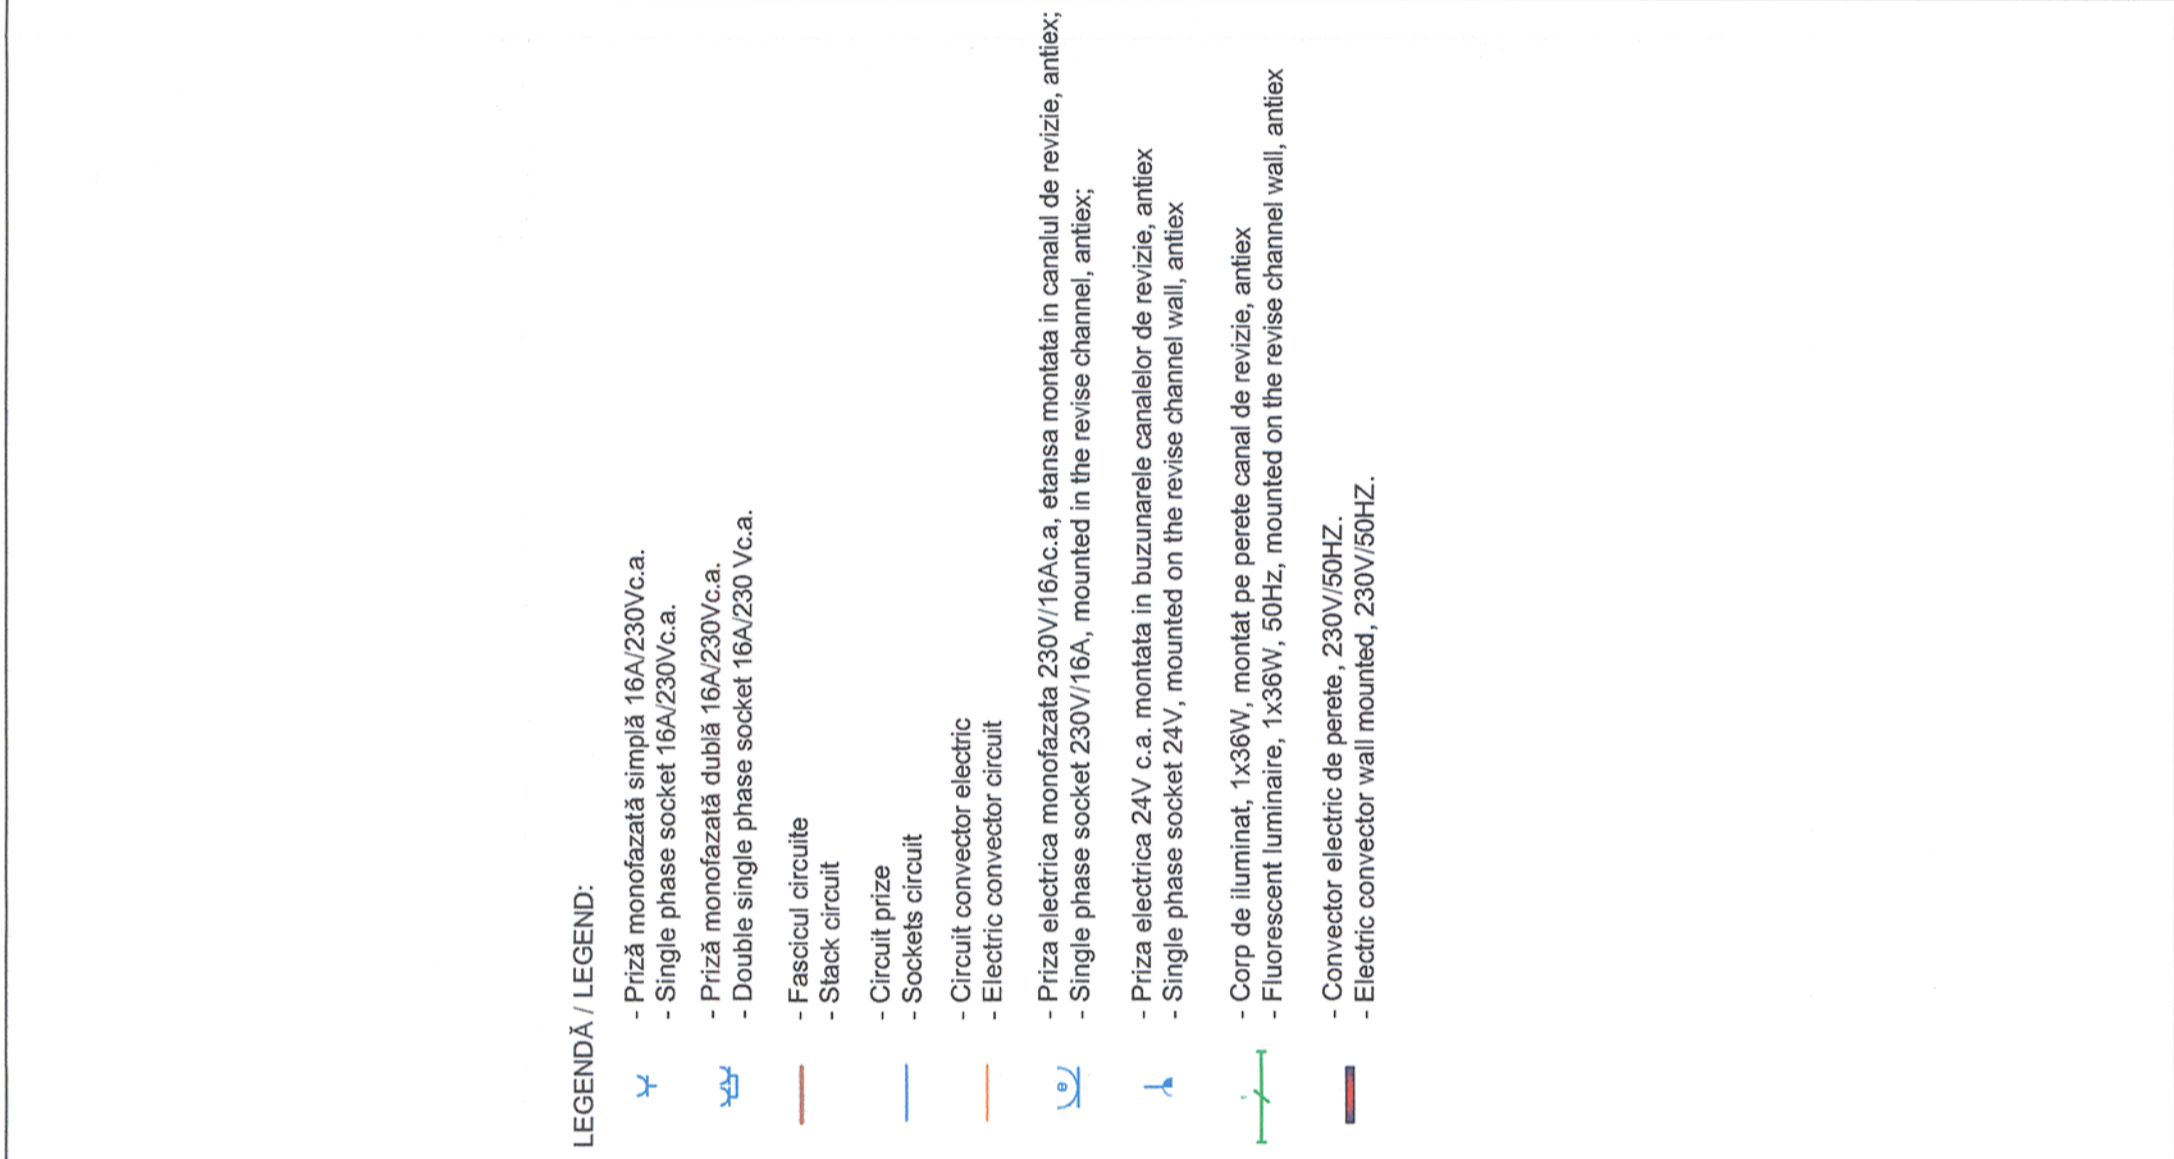 LEGENDĂ / LEGEND:
- Priză monofazată simplă 16A/230Vc.a.
- Single phase socket 16A/230Vc.a.
- Priză monofazată dublă 16A/230Vc.a.
- Double single phase socket 16A/230 Vc.a.
- Fascicul circuite
- Stack circuit
- Circuit prize
- Sockets circuit
- Circuit convector electric
- Electric convector circuit
- Priza electrica monofazata 230V/16Ac.a, etansa montata in canalul de revizie, antiex;
- Single phase socket 230V/16A, mounted in the revise channel, antiex;
- Priza electrica 24V c.a. montata in buzunarele canalelor de revizie, antiex
- Single phase socket 24V, mounted on the revise channel wall, antiex
- Corp de iluminat, 1x36W, montat pe perete canal de revizie, antiex
- Fluorescent luminaire, 1x36W, 50Hz, mounted on the revise channel wall, antiex
- Convector electric de perete, 230V/50HZ.
- Electric convector wall mounted, 230V/50HZ.